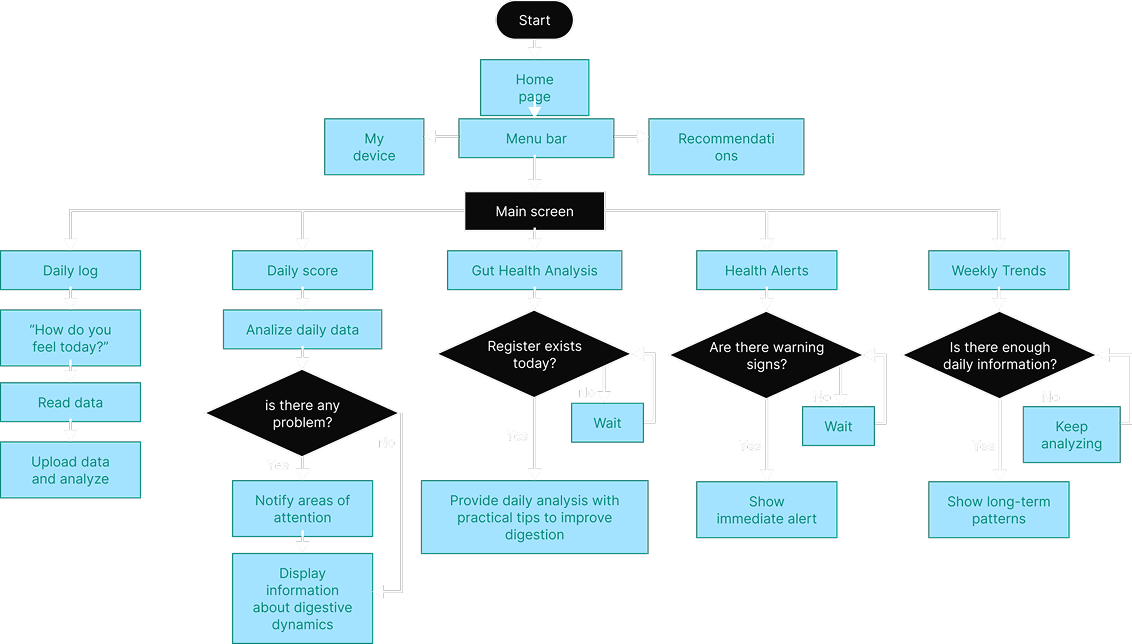 Start
Home
page
My
device
Menu bar
Recommendati
ons
Main screen
Daily log
Daily score
Gut Health Analysis
Health Alerts
Weekly Trends
“How do you
feel today?”
Analize daily data
Register exists
today?
Are there warning
signs?
Is there enough
daily information?
Read data
is there any
problem?
No
Wait
No
Wait
No
Keep
analyzing
Upload data
and analyze
Yes
No
Yes
Yes
Yes
Notify areas of
attention
Provide daily analysis with
practical tips to improve
digestion
Show
immediate alert
Show long-term
patterns
Display
information
about digestive
dynamics